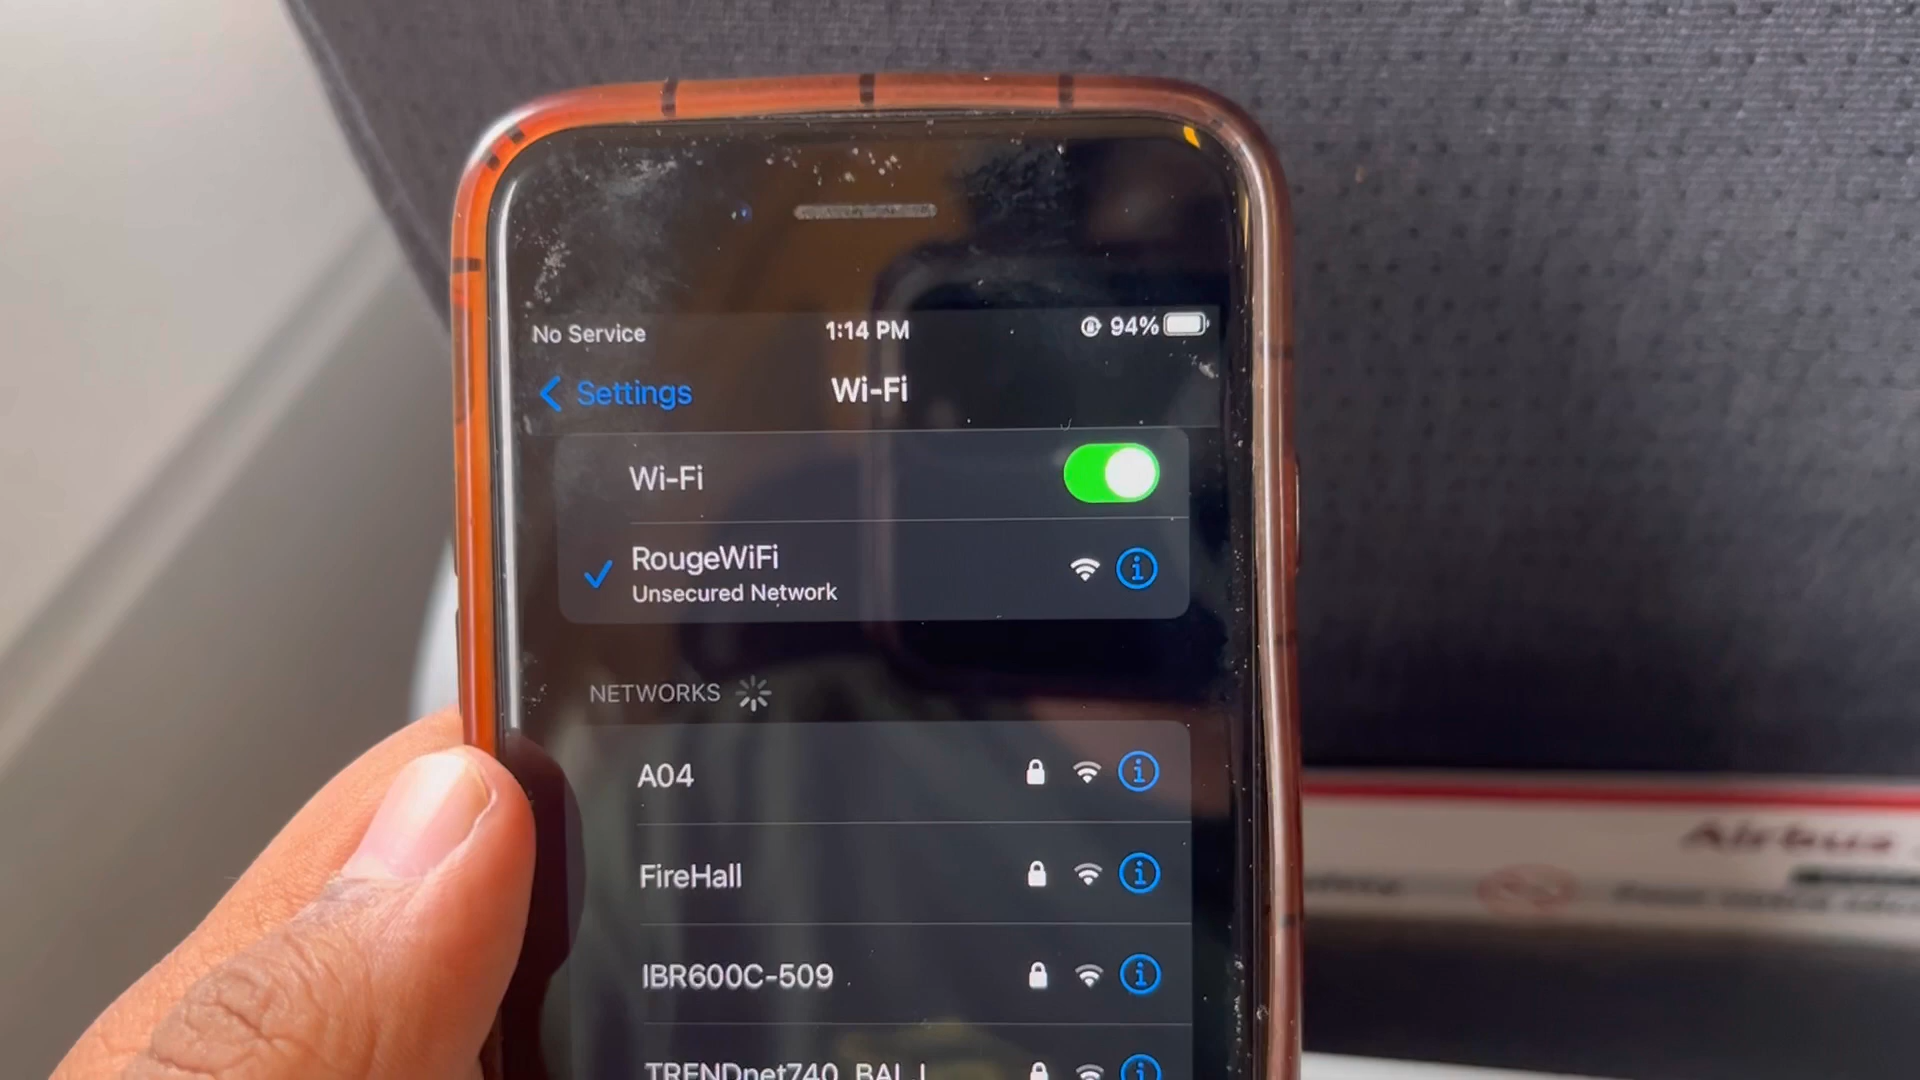 No Service 1:14 PM 94%
Settings Wi-Fi
Wi-Fi
RougeWiFi
Unsecured Network
NETWORKS
A04
FireHall
IBR600C-509
Airbus